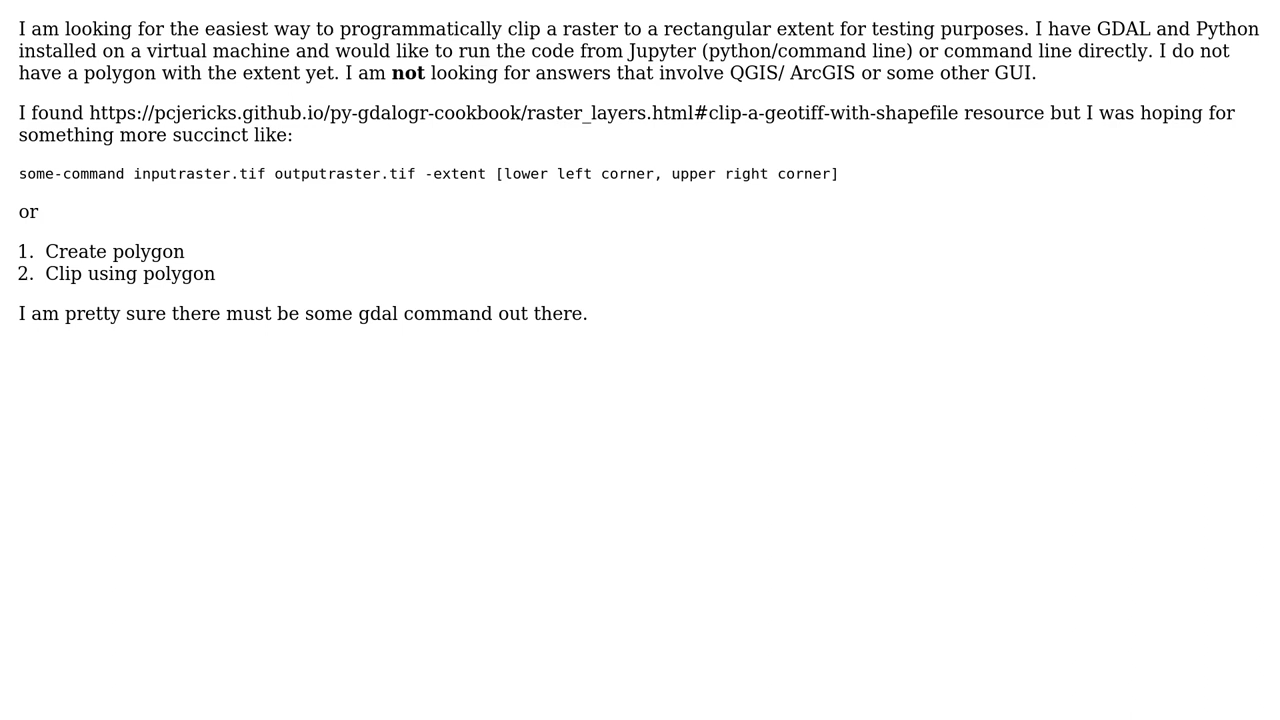 I am looking for the easiest way to programmatically clip a raster to a rectangular extent for testing purposes. I have GDAL and Python
installed on a virtual machine and would like to run the code from Jupyter (python/command line) or command line directly. I do not
have a polygon with the extent yet. I am not looking for answers that involve QGIS/ ArcGIS or some other GUI.
I found https://pcjericks.github.io/py-gdalogr-cookbook/raster_layers.html#clip-a-geotiff-with-shapefile resource but I was hoping for
something more succinct like:
some-command inputraster.tif outputraster.tif -extent [lower left corner, upper right corner]
or
1. Create polygon
2. Clip using polygon
I am pretty sure there must be some gdal command out there.